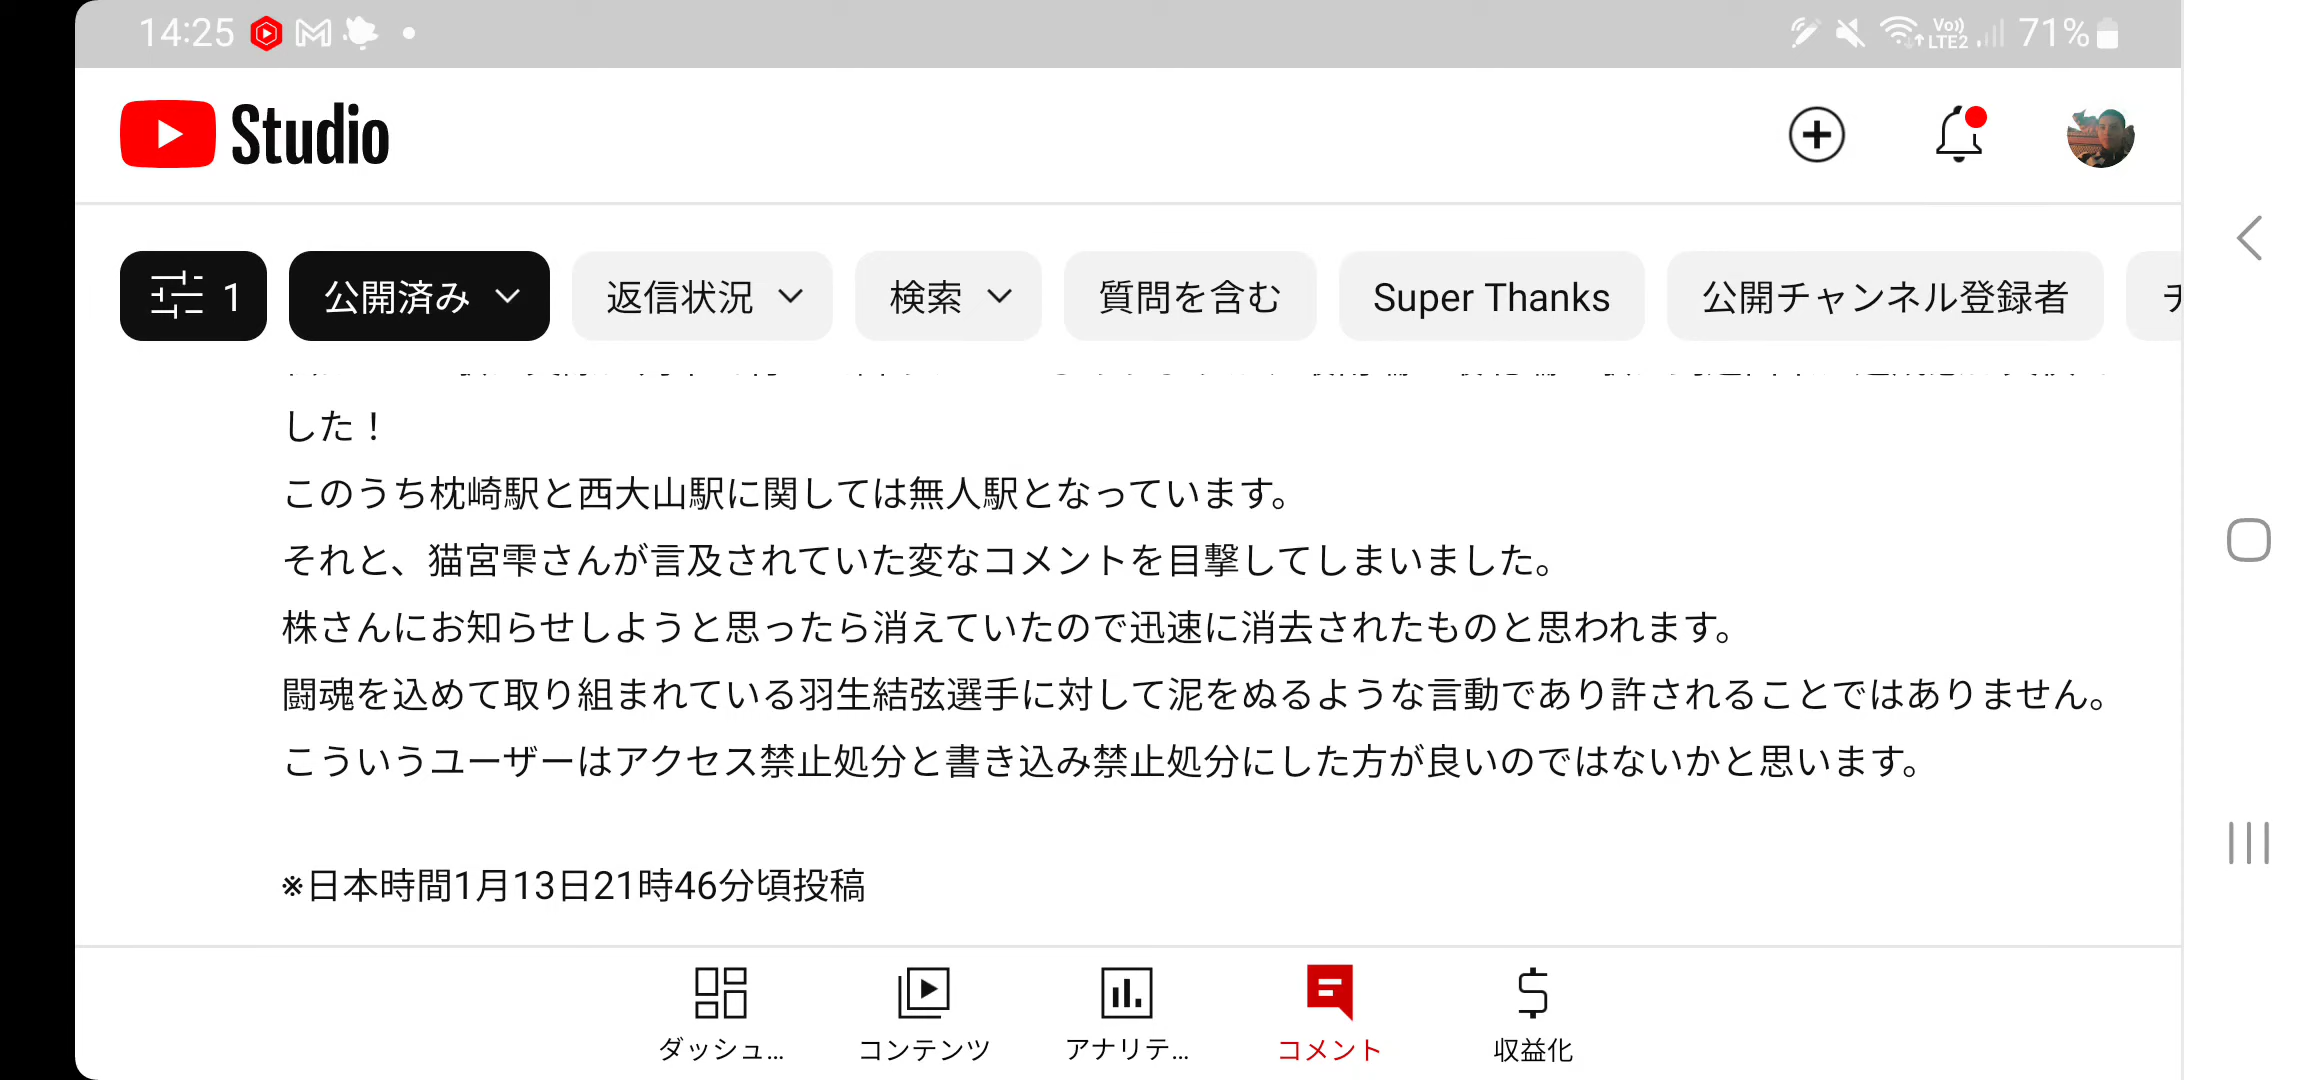 14:25
Vo))
LTE2
71%
Studio
1
公開済み
返信状況
検索
質問を含む
Super Thanks
公開チャンネル登録者
した！
このうち枕崎駅と西大山駅に関しては無人駅となっています。
それと、猫宮雫さんが言及されていた変なコメントを目撃してしまいました。
株さんにお知らせしようと思ったら消えていたので迅速に消去されたものと思われます。
闘魂を込めて取り組まれている羽生結弦選手に対して泥をぬるような言動であり許されることではありません。
こういうユーザーはアクセス禁止処分と書き込み禁止処分にした方が良いのではないかと思います。
※日本時間1月13日21時46分頃投稿
ダッシュ...
コンテンツ
アナリテ...
コメント
収益化